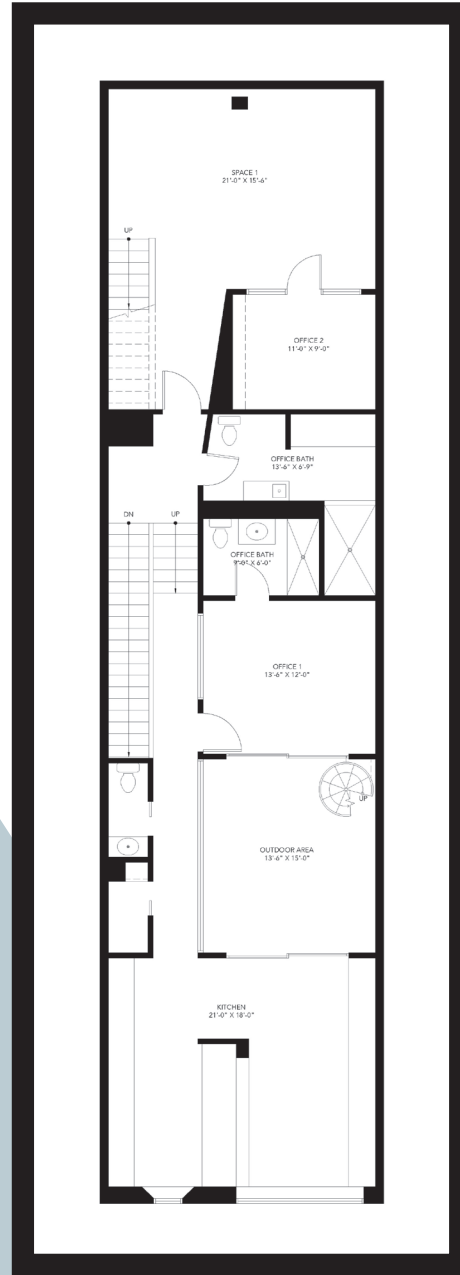 SPACE 1
21'-0" X 15'-6"
UP
OFFICE 2
11'-0" X 9'-0"
OFFICE BATH
13'-6" X 6'-9"
DN
UP
OFFICE BATH
9'-0" X 6'-0"
OFFICE 1
13'-6" X 12'-0"
UP
OUTDOOR AREA
13'-6" X 15'-0"
KITCHEN
21'-0" X 18'-0"